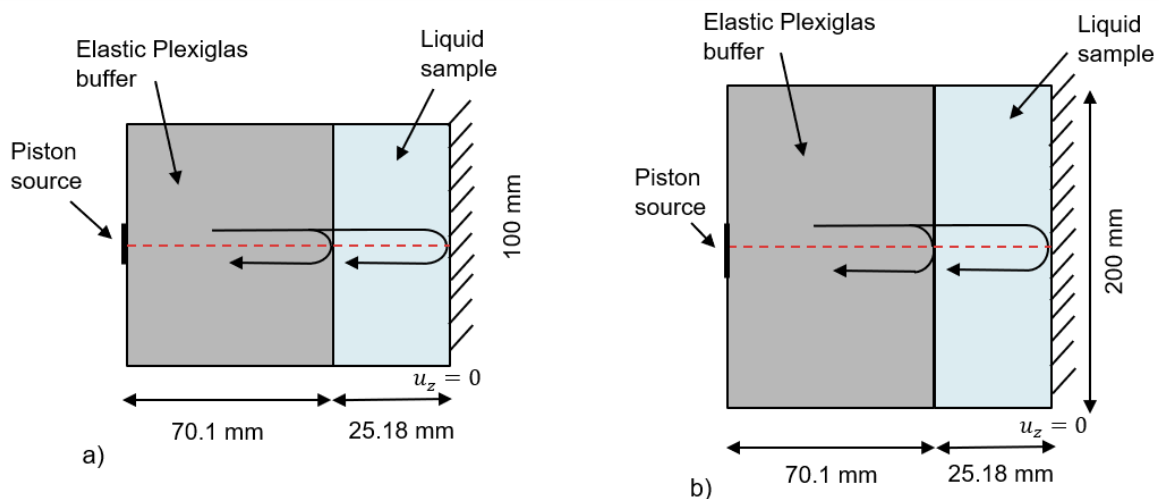 Elastic Plexiglas
buffer
Liquid
sample
Piston
source
100 mm
u_z = 0
70.1 mm
25.18 mm
a)
Elastic Plexiglas
buffer
Liquid
sample
Piston
source
200 mm
u_z = 0
70.1 mm
25.18 mm
b)